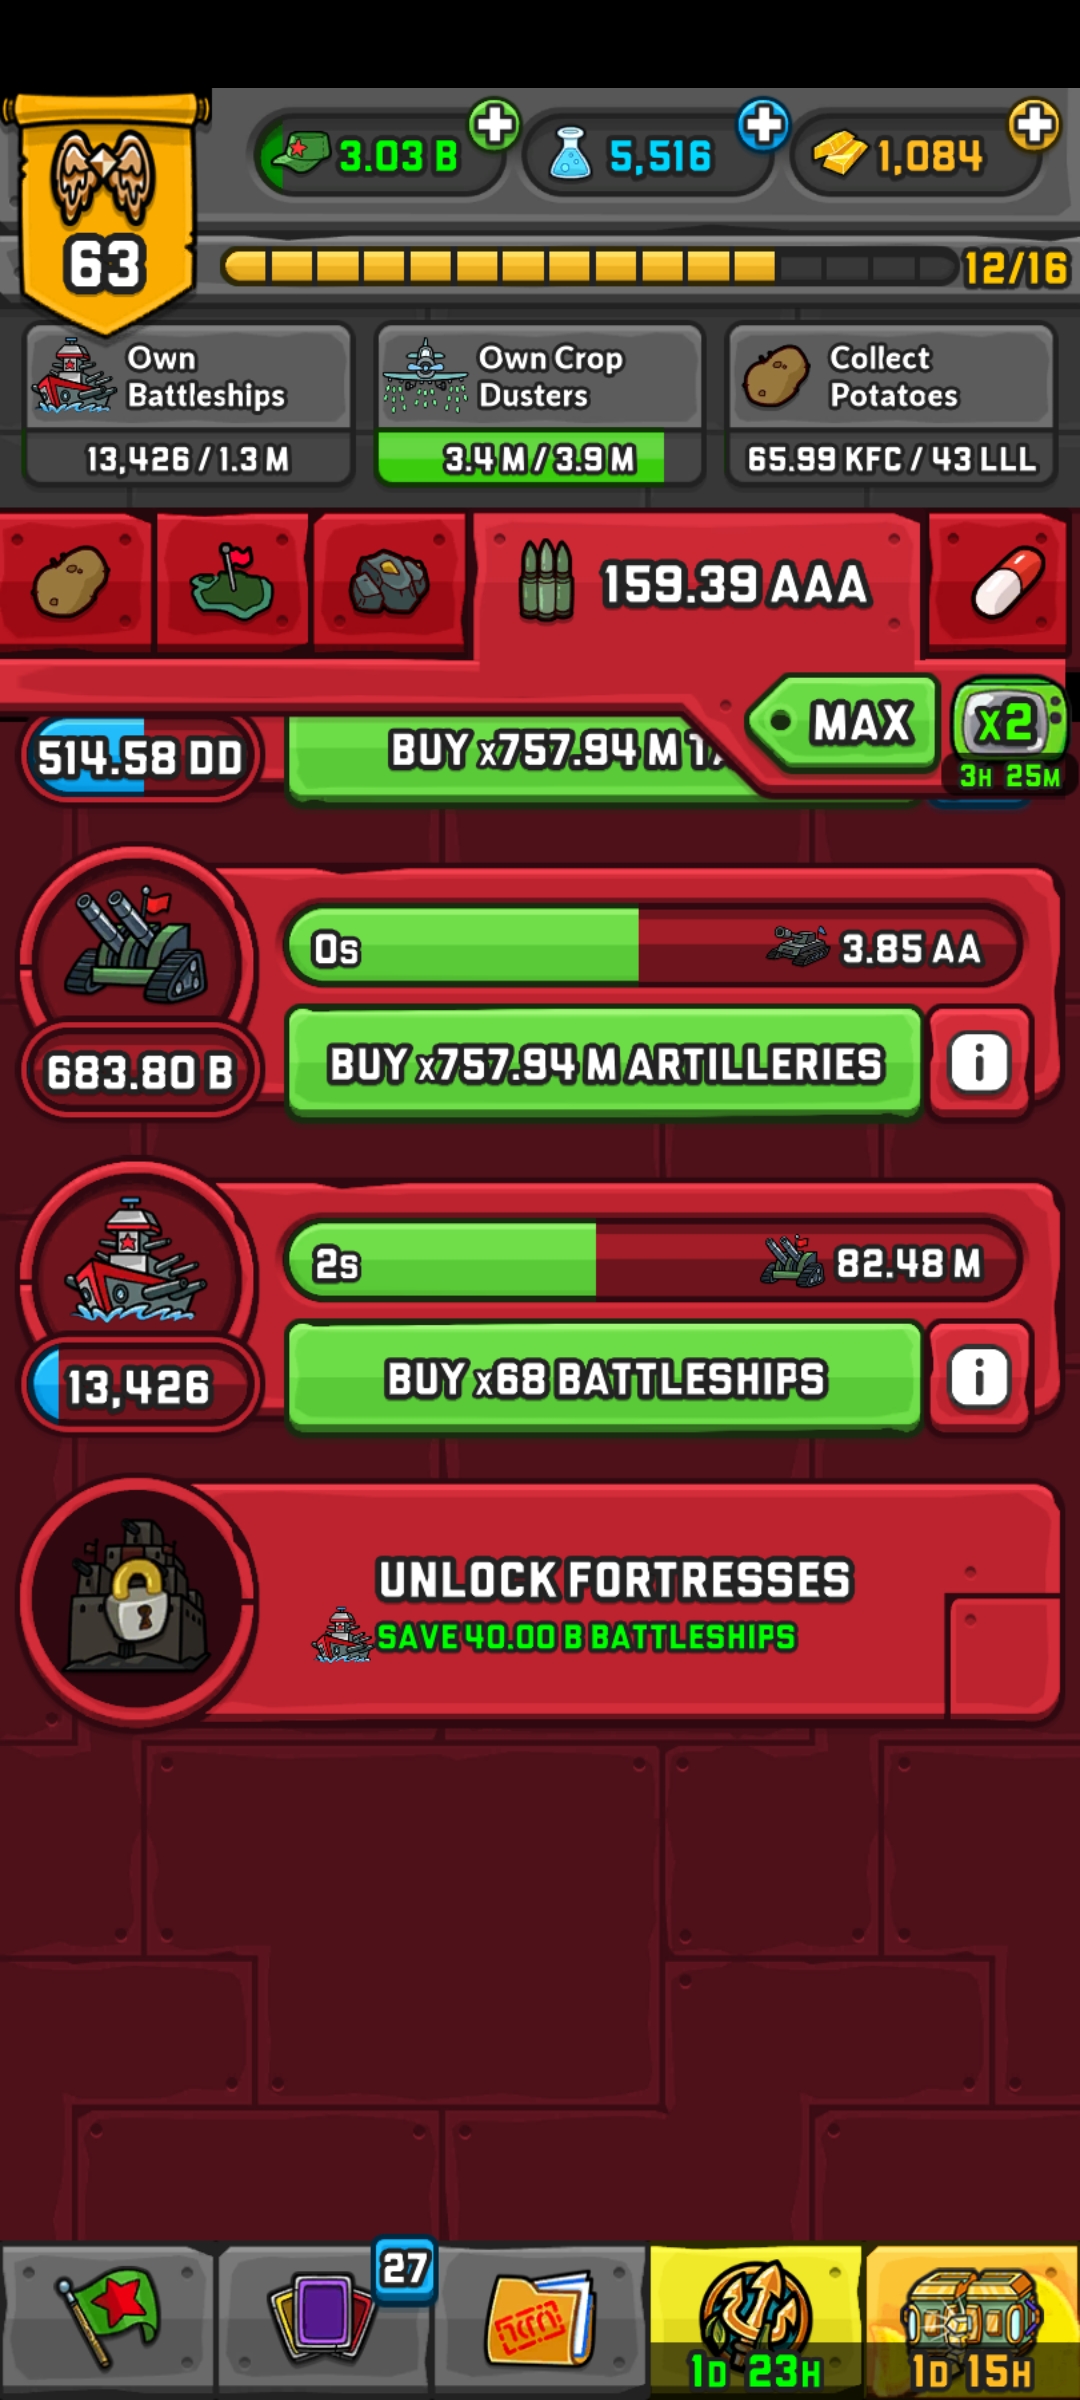 3.03 B
5,516
1,084
63
12/16
Own
Battleships
13,426 / 1.3 M
Own Crop
Dusters
3.4 M / 3.9 M
Collect
Potatoes
65.99 KFC / 43 LLL
159.39 AAA
MAX
x2
3H 25M
514.58 DD
BUY x757.94 M
0s
3.85 AA
683.80 B
BUY x757.94 M ARTILLERIES
i
2s
82.48 M
13,426
BUY x68 BATTLESHIPS
i
UNLOCK FORTRESSES
SAVE 40.00 B BATTLESHIPS
27
1D 23H
1D 15H